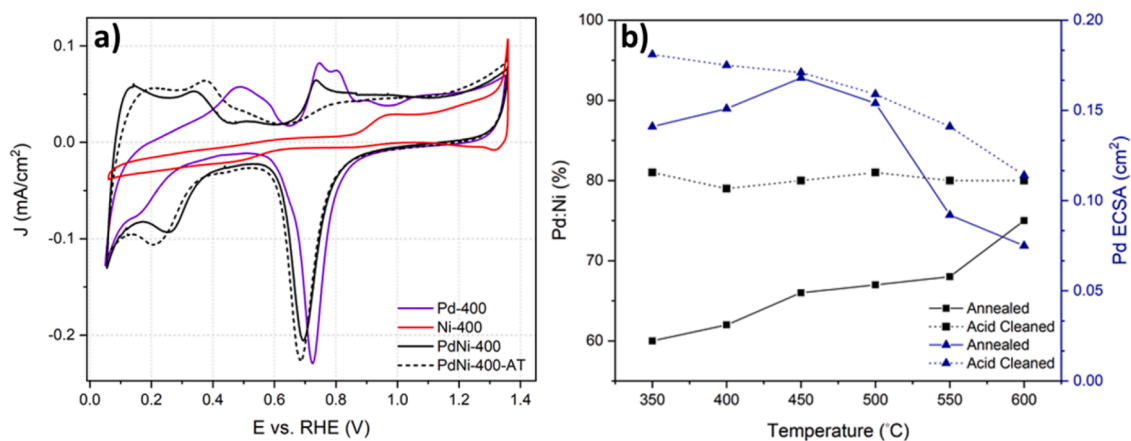 a)
0.1
0.0
-0.1
-0.2
J (mA/cm²)
0.0
0.2
0.4
0.6
0.8
1.0
1.2
1.4
E vs. RHE (V)
Pd-400
Ni-400
PdNi-400
PdNi-400-AT
b)
100
90
80
70
60
Pd:Ni (%)
0.20
0.15
0.10
0.05
0.00
Pd ECSA (cm²)
350
400
450
500
550
600
Temperature (°C)
Annealed
Acid Cleaned
Annealed
Acid Cleaned